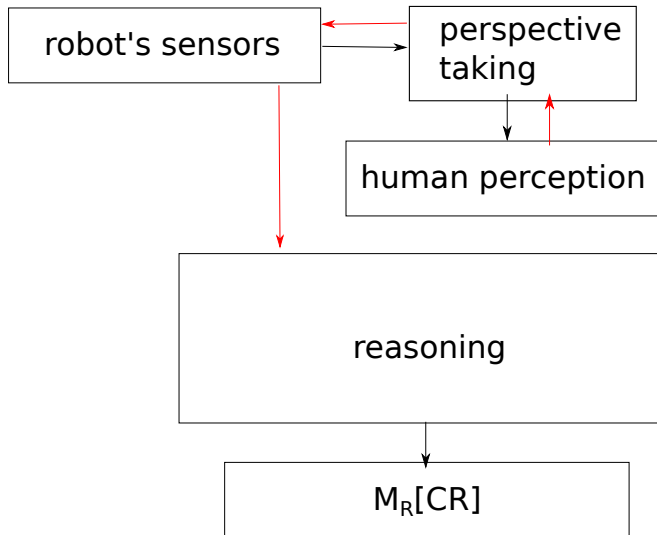 robot's sensors
perspective
taking
human perception
reasoning
M_R[CR]